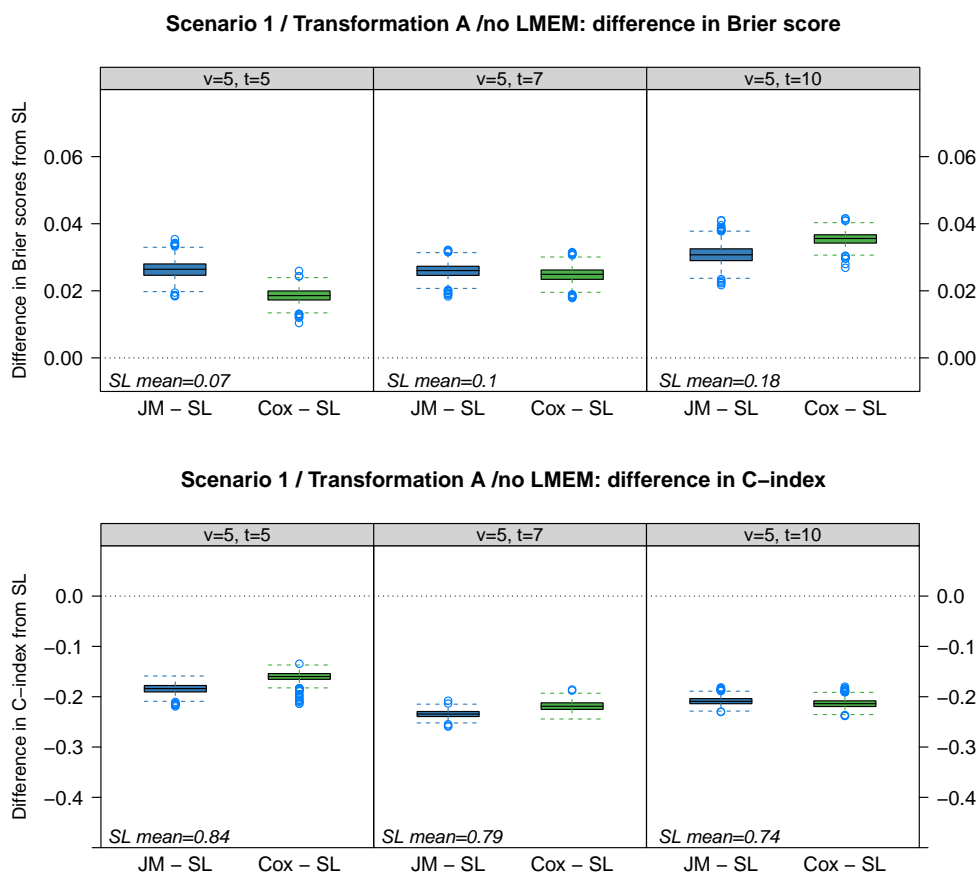 Scenario 1 / Transformation A /no LMEM: difference in Brier score
v=5, t=5 v=5, t=7 v=5, t=10
Difference in Brier scores from SL
0.06 0.06
0.04 0.04
0.02 0.02
0.00 0.00
SL mean=0.07 SL mean=0.1 SL mean=0.18
JM − SL Cox − SL JM − SL Cox − SL JM − SL Cox − SL
Scenario 1 / Transformation A /no LMEM: difference in C−index
v=5, t=5 v=5, t=7 v=5, t=10
Difference in C−index from SL
0.0 0.0
−0.1 −0.1
−0.2 −0.2
−0.3 −0.3
−0.4 −0.4
SL mean=0.84 SL mean=0.79 SL mean=0.74
JM − SL Cox − SL JM − SL Cox − SL JM − SL Cox − SL